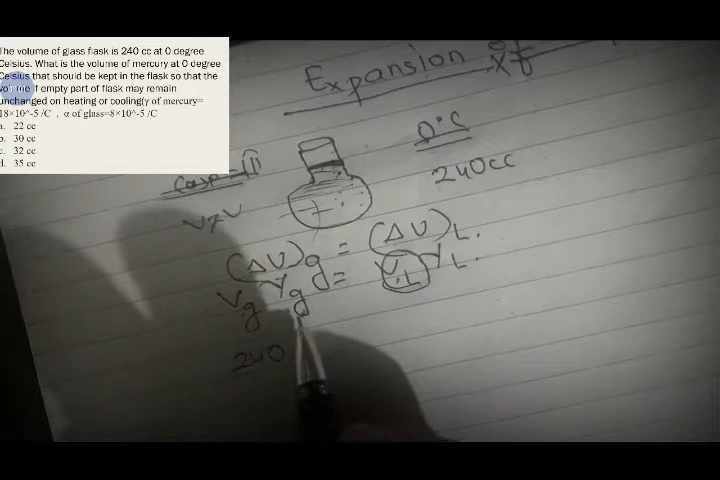 The volume of glass flask is 240 cc at 0 degree
Celsius. What is the volume of mercury at 0 degree
Celsius that should be kept in the flask so that the
volume if empty part of flask may remain
unchanged on heating or cooling(γ of mercury=
18×10^-5 /C , α of glass=8×10^-5 /C
a. 22 cc
b. 30 cc
c. 32 cc
d. 35 cc
Expansion of
0°C
240cc
Case - (1)
(ΔV)g = (ΔV)L.
Vg γg = VL γL.
240